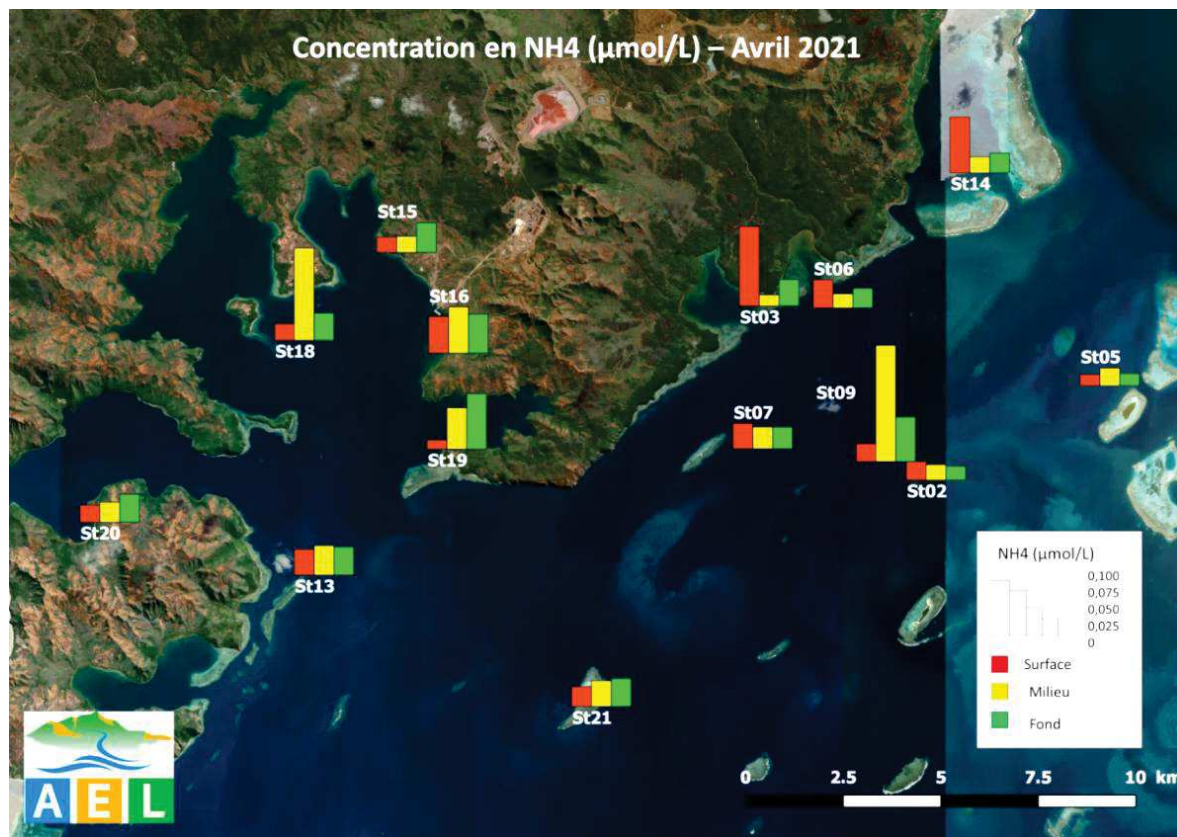 Concentration en NH4 (µmol/L) – Avril 2021
St14
St15
St16
St18
St03
St06
St05
St09
St07
St19
St02
St20
St13
St21
NH4 (µmol/L)
0,100
0,075
0,050
0,025
0
Surface
Milieu
Fond
0 2.5 5 7.5 10 km
A E L